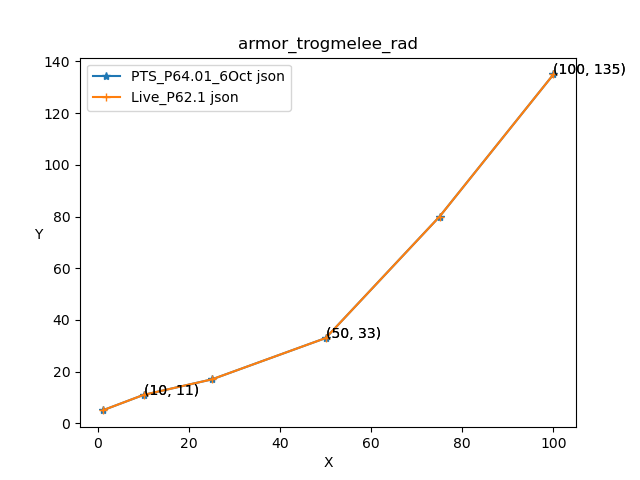 armor_trogmelee_rad
PTS_P64.01_6Oct json
Live_P62.1 json
(100, 135)
(50, 33)
(10, 11)
140
120
100
80
60
40
20
0
Y
0 20 40 60 80 100
X